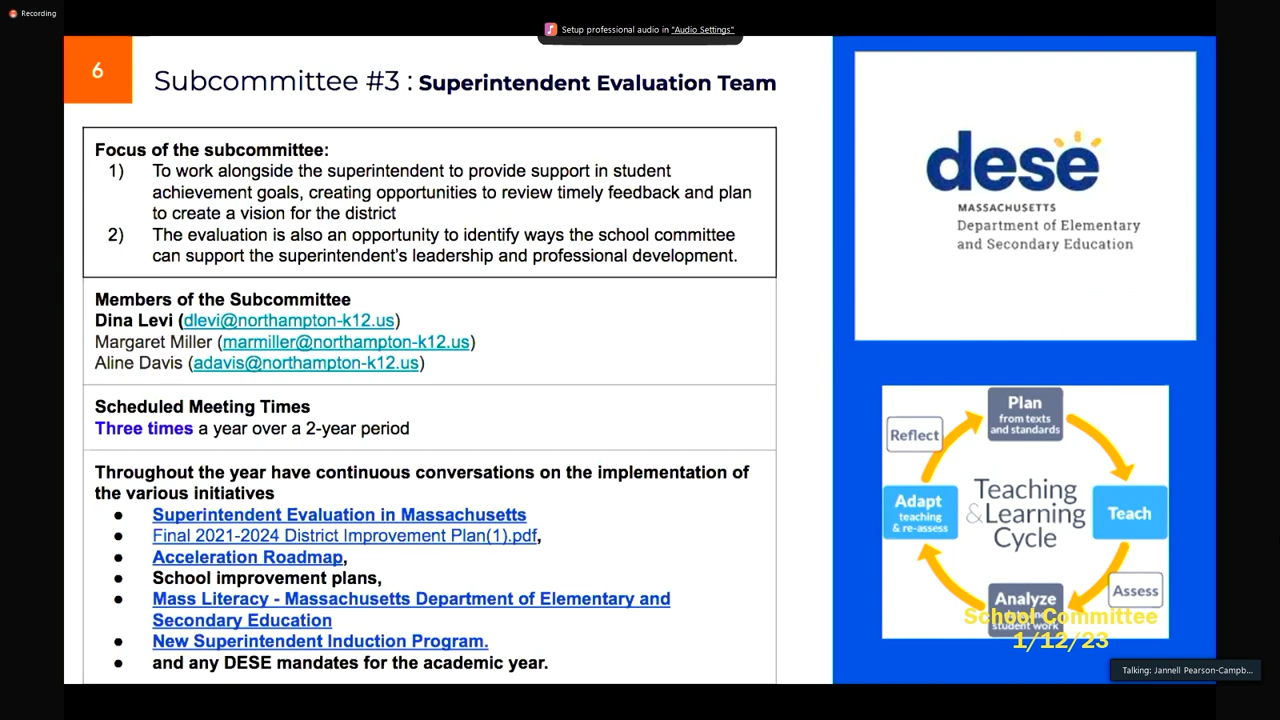 Recording
Setup professional audio in "Audio Settings"
6
Subcommittee #3 : Superintendent Evaluation Team
Focus of the subcommittee:
1) To work alongside the superintendent to provide support in student
achievement goals, creating opportunities to review timely feedback and plan
to create a vision for the district
2) The evaluation is also an opportunity to identify ways the school committee
can support the superintendent's leadership and professional development.
Members of the Subcommittee
Dina Levi (dlevi@northampton-k12.us)
Margaret Miller (marmiller@northampton-k12.us)
Aline Davis (adavis@northampton-k12.us)
Scheduled Meeting Times
Three times a year over a 2-year period
Throughout the year have continuous conversations on the implementation of
the various initiatives
● Superintendent Evaluation in Massachusetts
● Final 2021-2024 District Improvement Plan(1).pdf,
● Acceleration Roadmap,
● School improvement plans,
● Mass Literacy - Massachusetts Department of Elementary and
Secondary Education
● New Superintendent Induction Program.
● and any DESE mandates for the academic year.
dese
MASSACHUSETTS
Department of Elementary
and Secondary Education
Plan
from texts
and standards
Reflect
Adapt
teaching
& re-assess
Teaching
&Learning
Cycle
Teach
Assess
Analyze
student work
School Committee
1/12/23
Talking: Jannell Pearson-Campb...